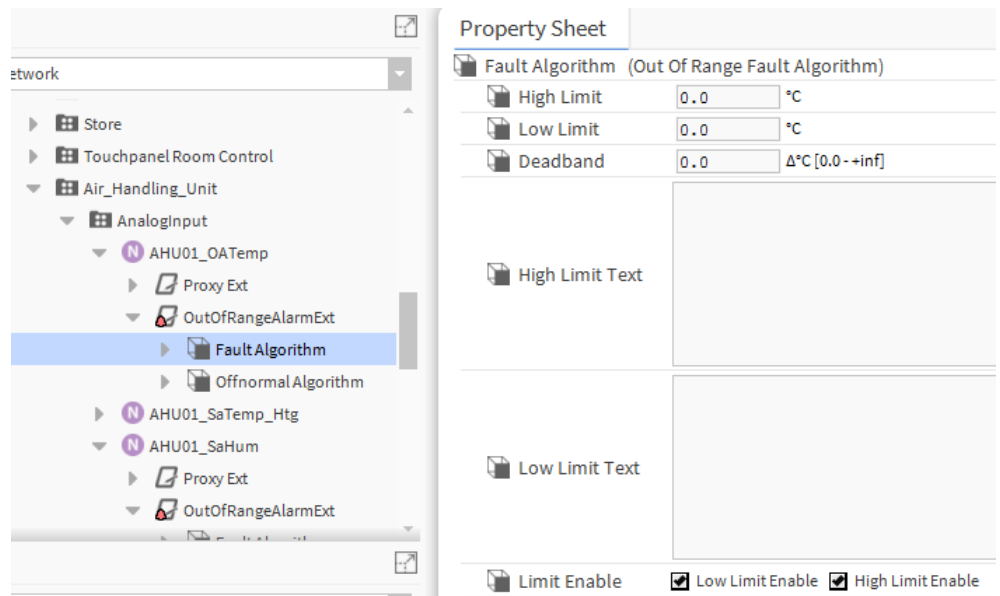 etwork
Store
Touchpanel Room Control
Air_Handling_Unit
AnalogInput
N AHU01_OATemp
Proxy Ext
OutOfRangeAlarmExt
Fault Algorithm
Offnormal Algorithm
N AHU01_SaTemp_Htg
N AHU01_SaHum
Proxy Ext
OutOfRangeAlarmExt
Property Sheet
Fault Algorithm (Out Of Range Fault Algorithm)
High Limit 0.0 °C
Low Limit 0.0 °C
Deadband 0.0 Δ°C [0.0 - +inf]
High Limit Text
Low Limit Text
Limit Enable Low Limit Enable High Limit Enable